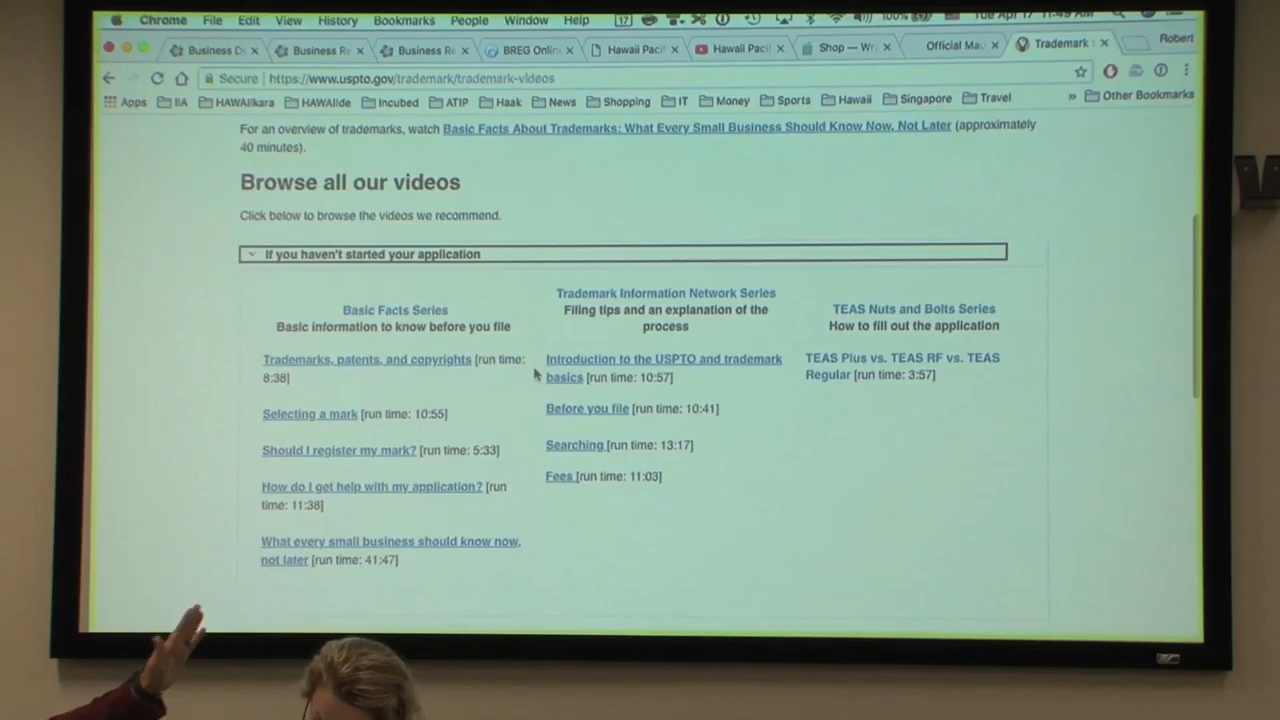 Chrome File Edit View History Bookmarks People Window Help 17 100% Tue Apr 17
Business Business Re Business Re BREG Onlin Hawaii Pacif Hawaii Pacif Shop — Wr Official Mau Trademark Robert
Secure | https://www.uspto.gov/trademark/trademark-videos
Apps IIA HAWAIIkara HAWAIIde Incubed ATIP Haak News Shopping IT Money Sports Hawaii Singapore Travel » Other Bookmarks
For an overview of trademarks, watch Basic Facts About Trademarks: What Every Small Business Should Know Now, Not Later (approximately
40 minutes).
Browse all our videos
Click below to browse the videos we recommend.
If you haven't started your application
Basic Facts Series
Basic information to know before you file
Trademarks, patents, and copyrights [run time:
8:38]
Selecting a mark [run time: 10:55]
Should I register my mark? [run time: 5:33]
How do I get help with my application? [run
time: 11:38]
What every small business should know now,
not later [run time: 41:47]
Trademark Information Network Series
Filing tips and an explanation of the
process
Introduction to the USPTO and trademark
basics [run time: 10:57]
Before you file [run time: 10:41]
Searching [run time: 13:17]
Fees [run time: 11:03]
TEAS Nuts and Bolts Series
How to fill out the application
TEAS Plus vs. TEAS RF vs. TEAS
Regular [run time: 3:57]